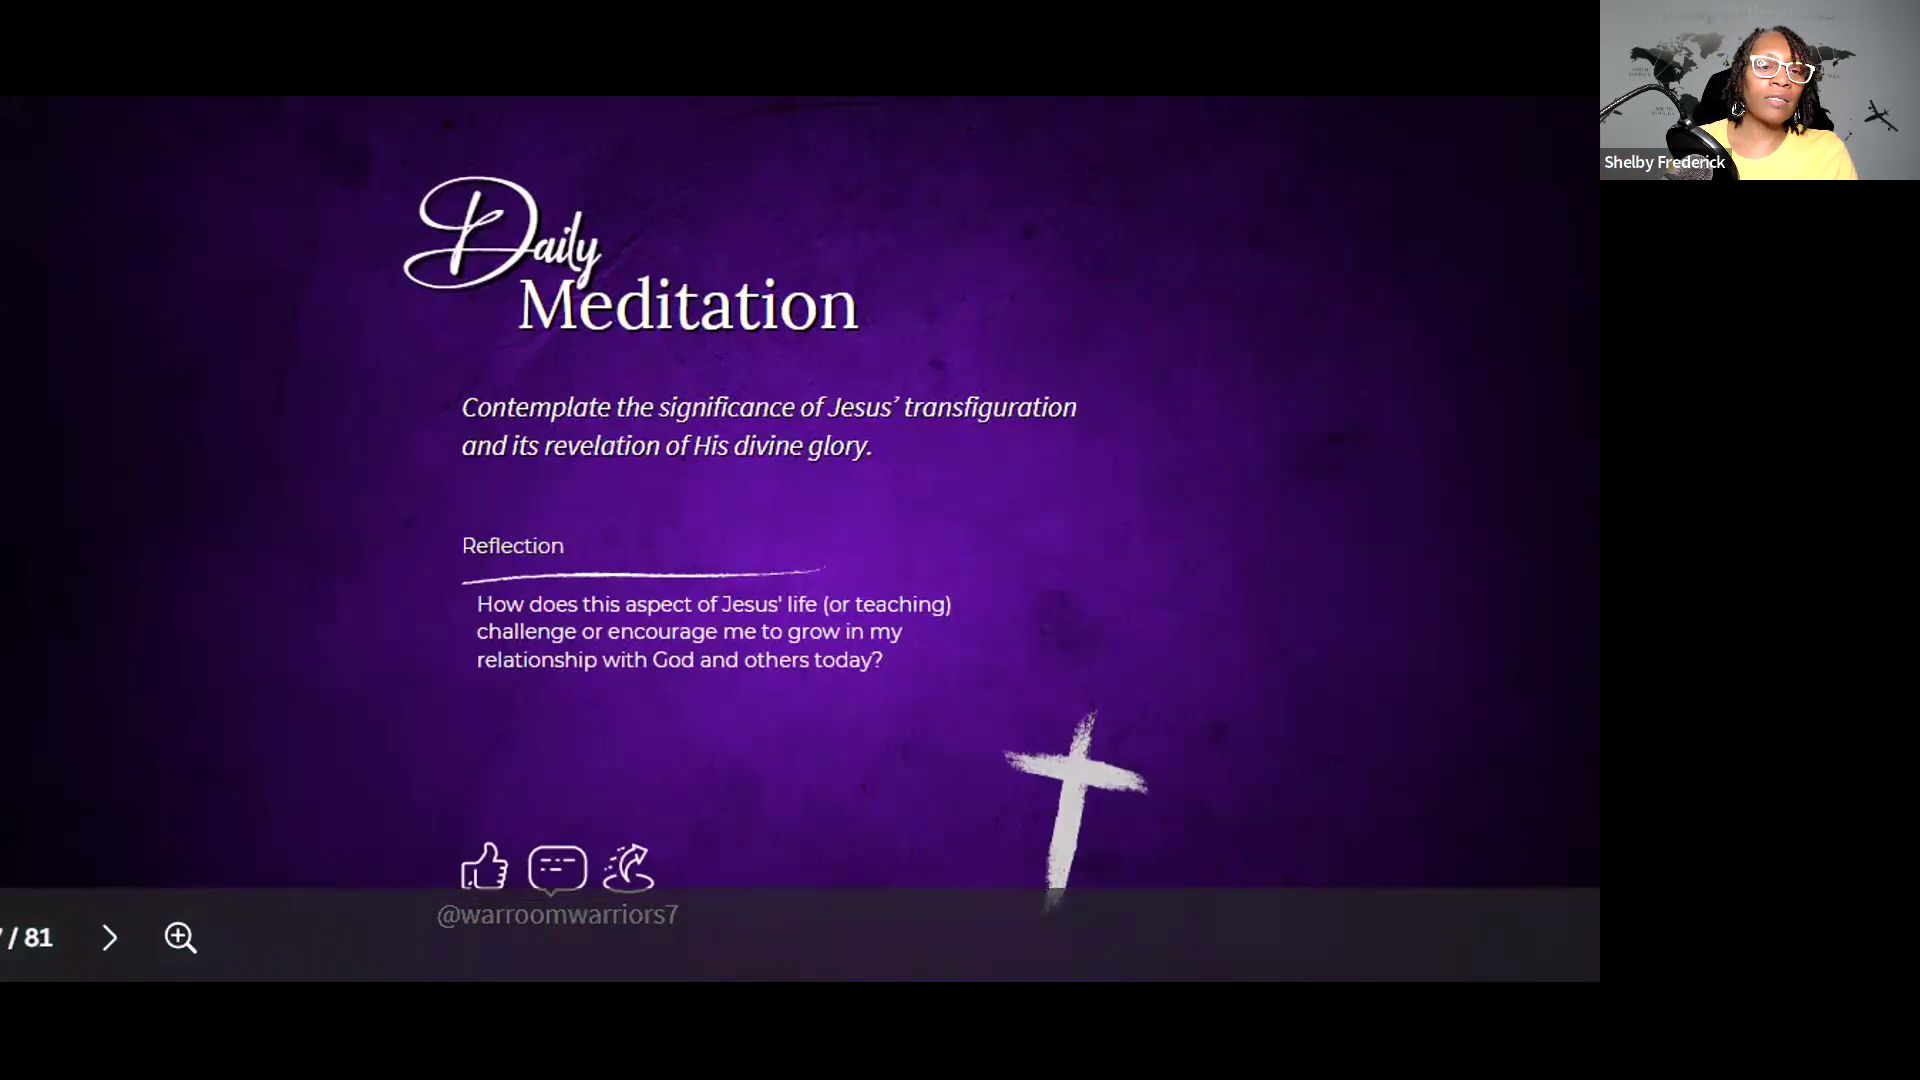 Daily
Meditation
Contemplate the significance of Jesus’ transfiguration
and its revelation of His divine glory.
Reflection
How does this aspect of Jesus' life (or teaching)
challenge or encourage me to grow in my
relationship with God and others today?
@warroomwarriors7
/ 81
Shelby Frederick